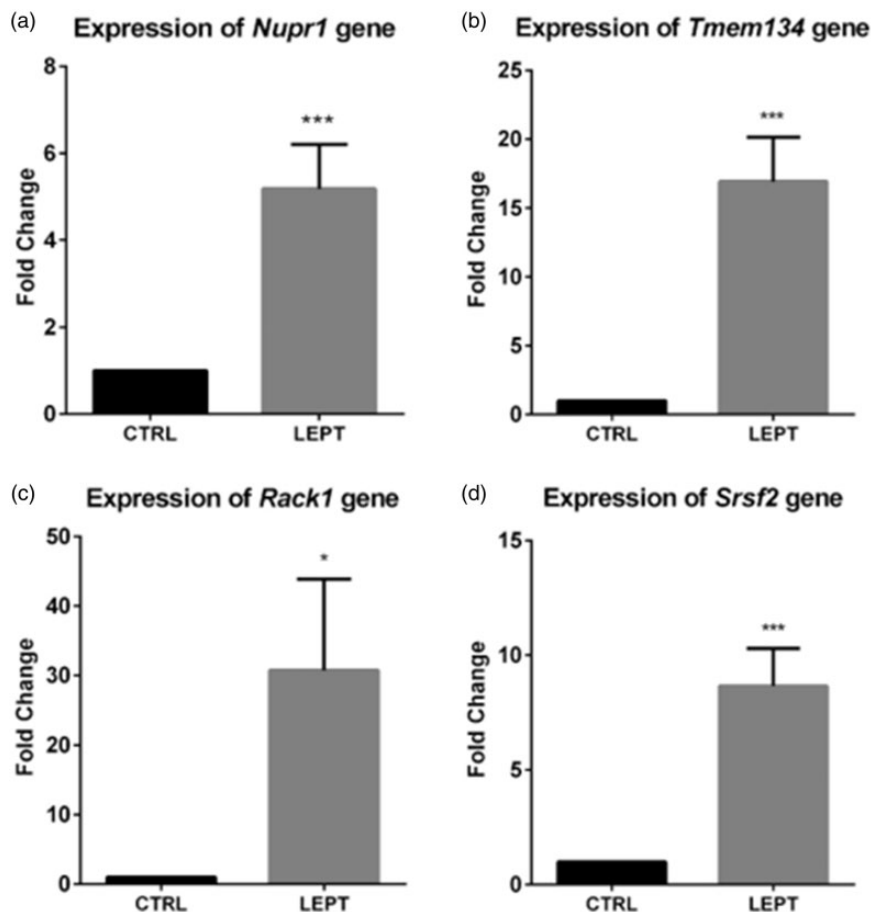 (a)
Expression of Nupr1 gene
Fold Change
8
6
4
2
0
***
CTRL
LEPT
(b)
Expression of Tmem134 gene
Fold Change
25
20
15
10
5
0
***
CTRL
LEPT
(c)
Expression of Rack1 gene
Fold Change
50
40
30
20
10
0
*
CTRL
LEPT
(d)
Expression of Srsf2 gene
Fold Change
15
10
5
0
***
CTRL
LEPT